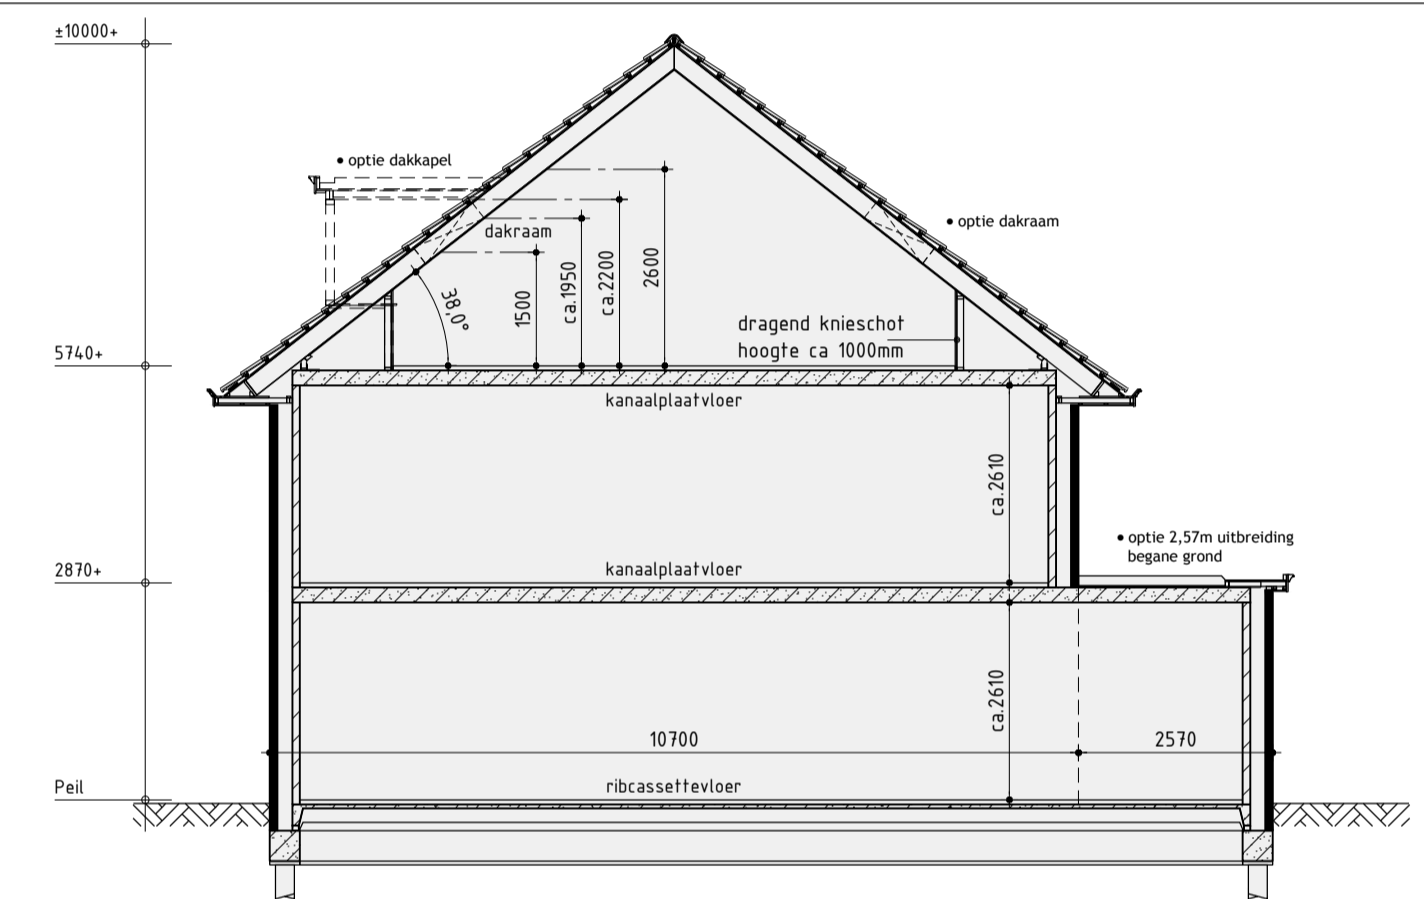 ±10000+
• optie dakkapel
• optie dakraam
dakraam
38,0°
1500
ca.1950
ca.2200
2600
dragend knieschot
hoogte ca 1000mm
5740+
kanaalplaatvloer
ca.2610
• optie 2,57m uitbreiding
begane grond
2870+
kanaalplaatvloer
ca.2610
10700
2570
Peil
ribcassettevloer